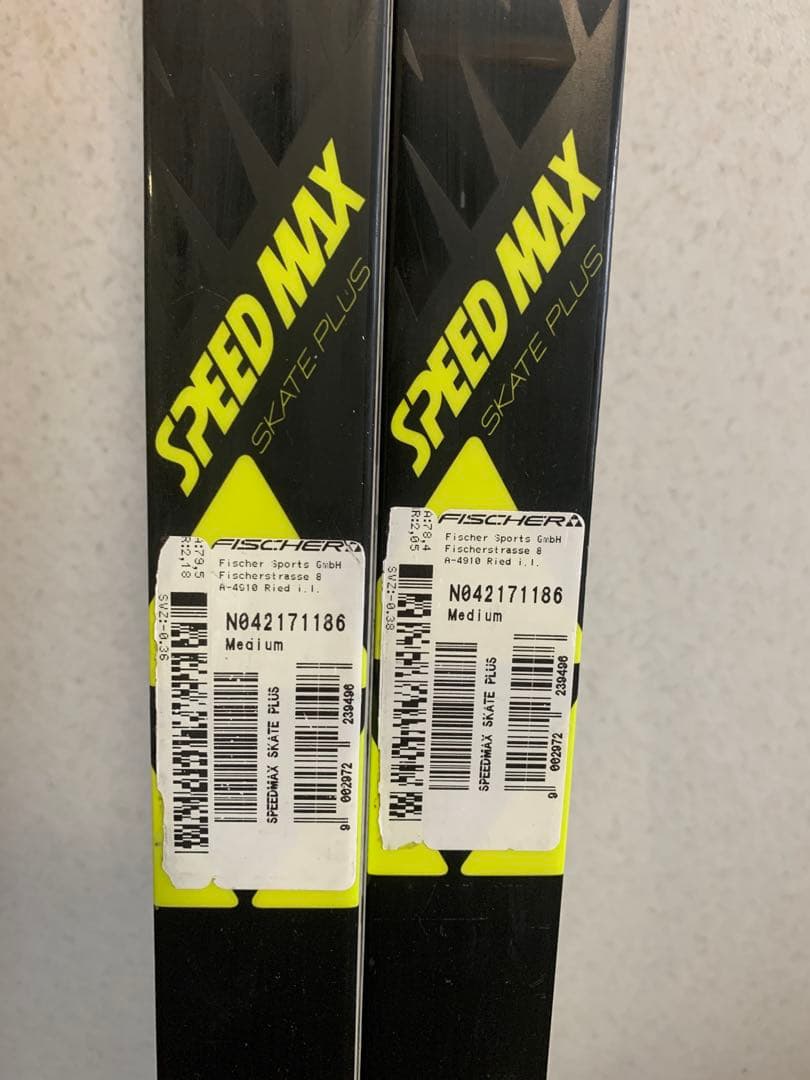 SPEED MAX
SKATE PLUS
FISCHER
Fischer Sports GmbH
Fischerstrasse 8
A-4910 Ried i.I.
N042171186
Medium
A:79,5
R:2,18
SVZ:-0.36
SPEEDMAX SKATE PLUS
9 002972 239496
SPEED MAX
SKATE PLUS
FISCHER
Fischer Sports GmbH
Fischerstrasse 8
A-4910 Ried i.I.
N042171186
Medium
A:78,4
R:2,05
SVZ:-0.38
SPEEDMAX SKATE PLUS
9 002972 239496